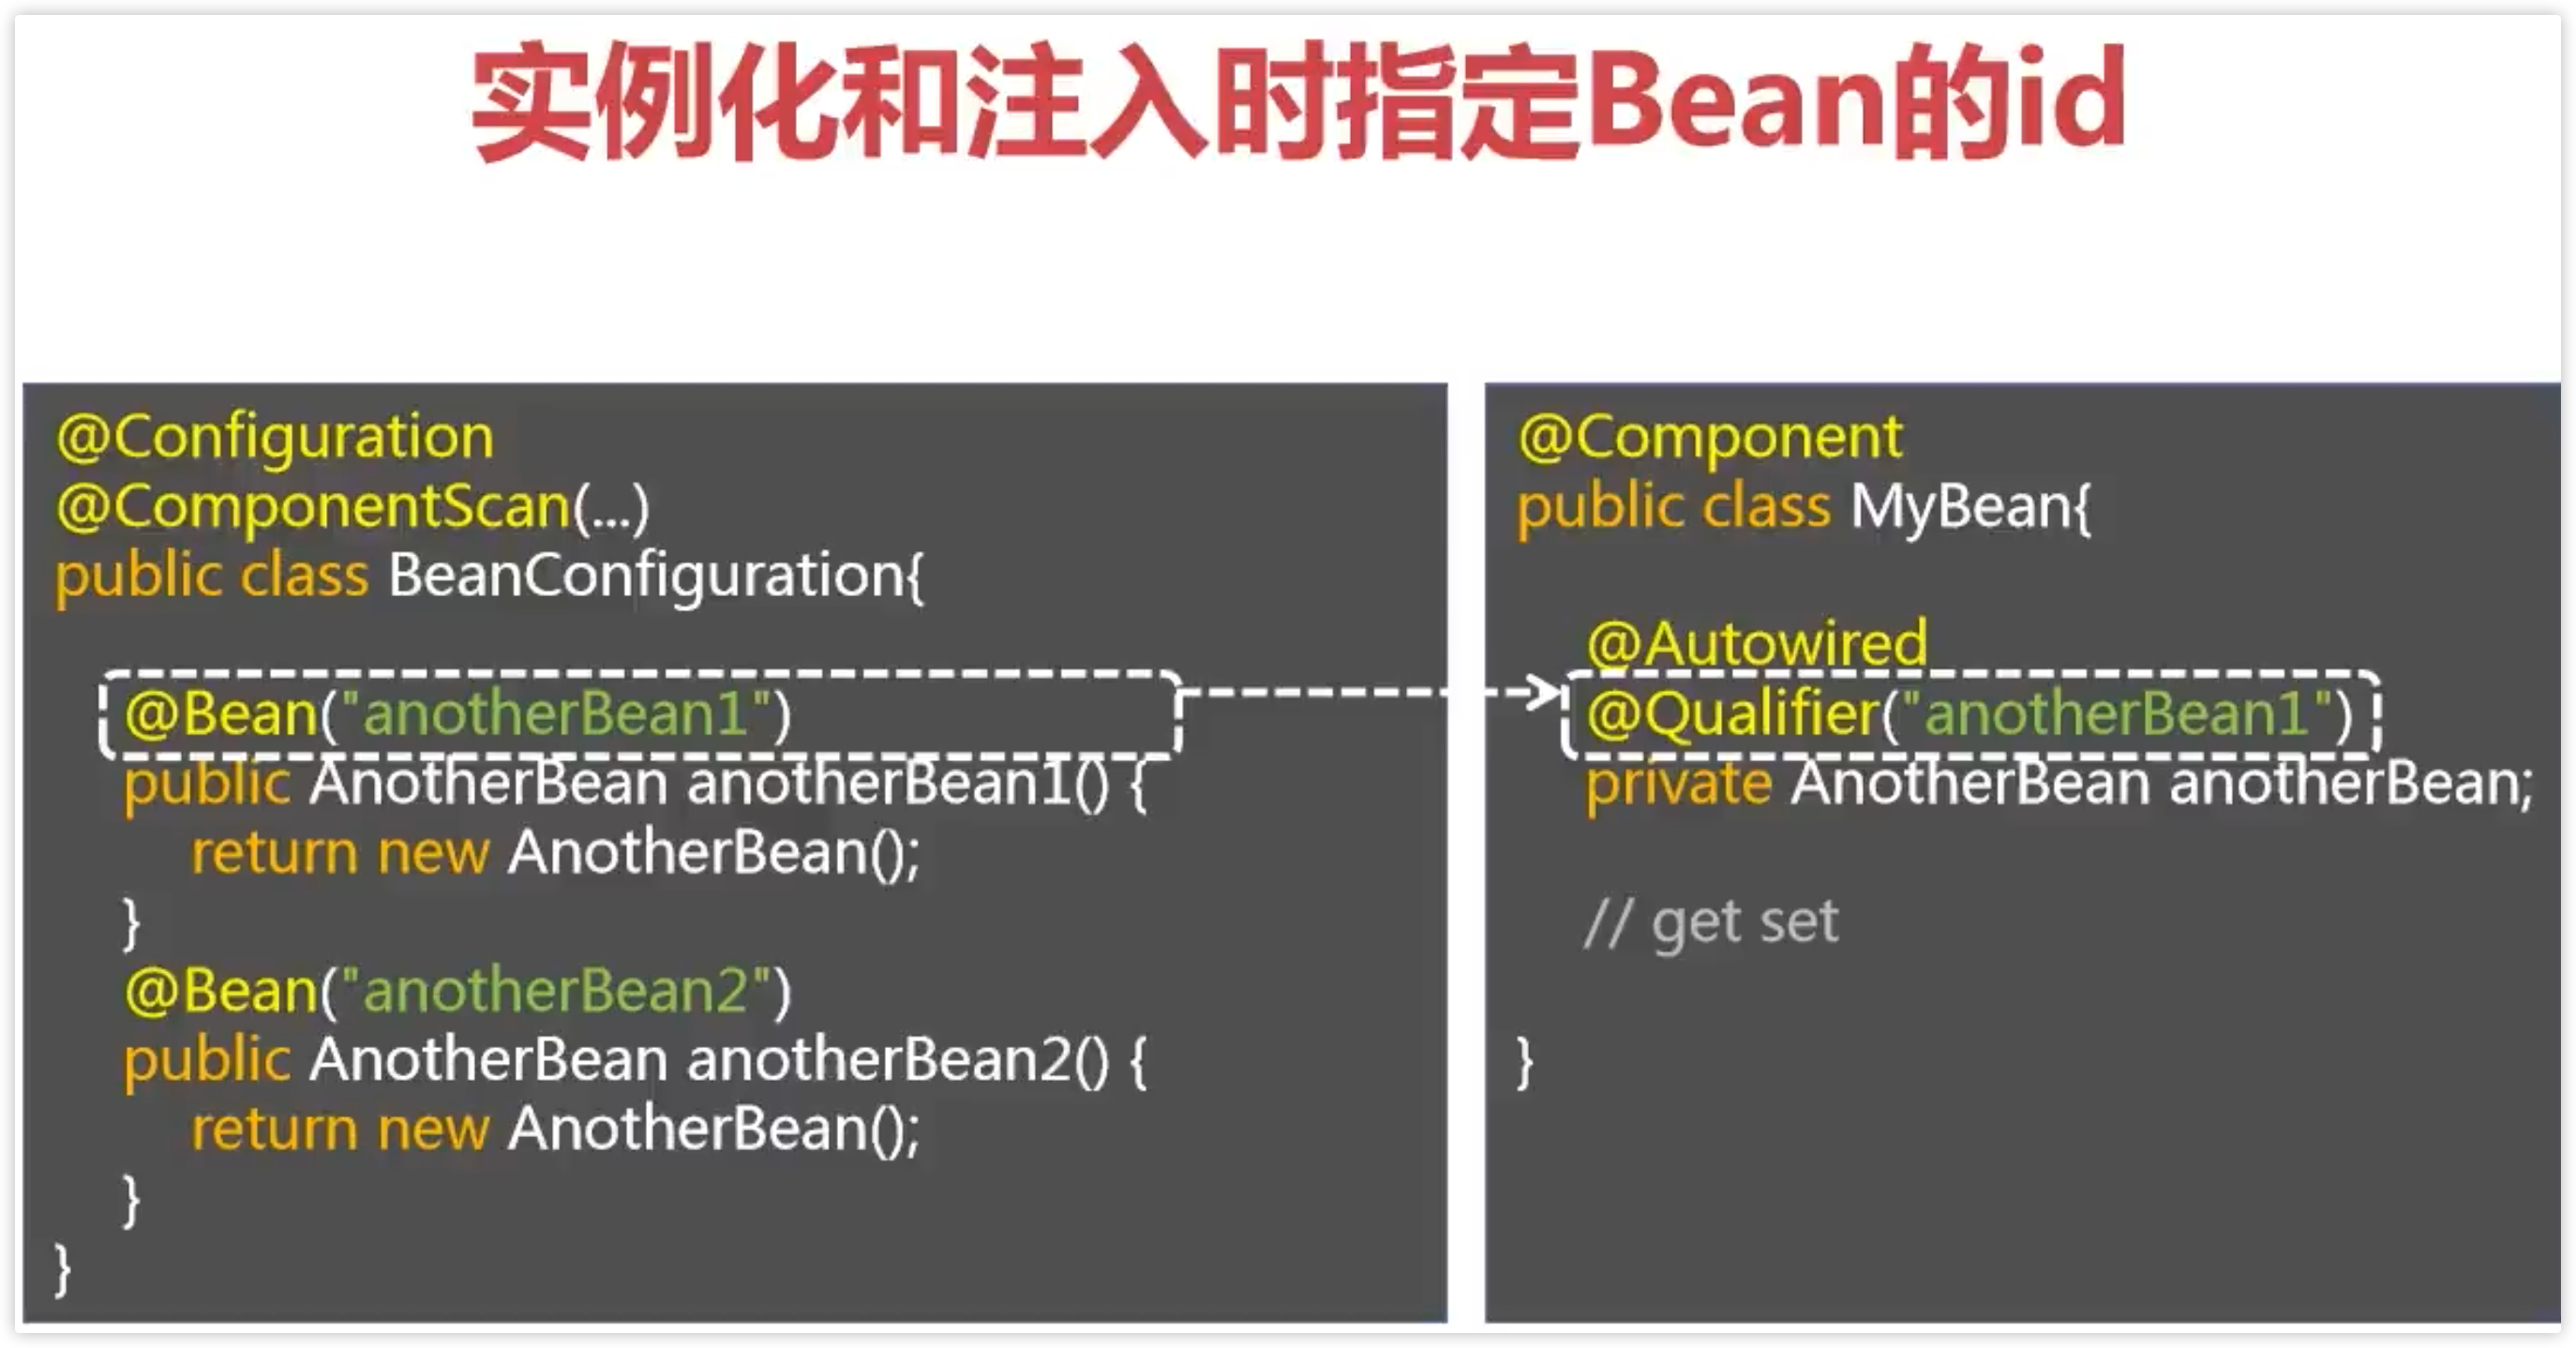 实例化和注入时指定Bean的id
@Configuration
@ComponentScan(...)
public class BeanConfiguration{
@Bean("anotherBean1")
public AnotherBean anotherBean1() {
return new AnotherBean();
}
@Bean("anotherBean2")
public AnotherBean anotherBean2() {
return new AnotherBean();
}
}
@Component
public class MyBean{
@Autowired
@Qualifier("anotherBean1")
private AnotherBean anotherBean;
// get set
}